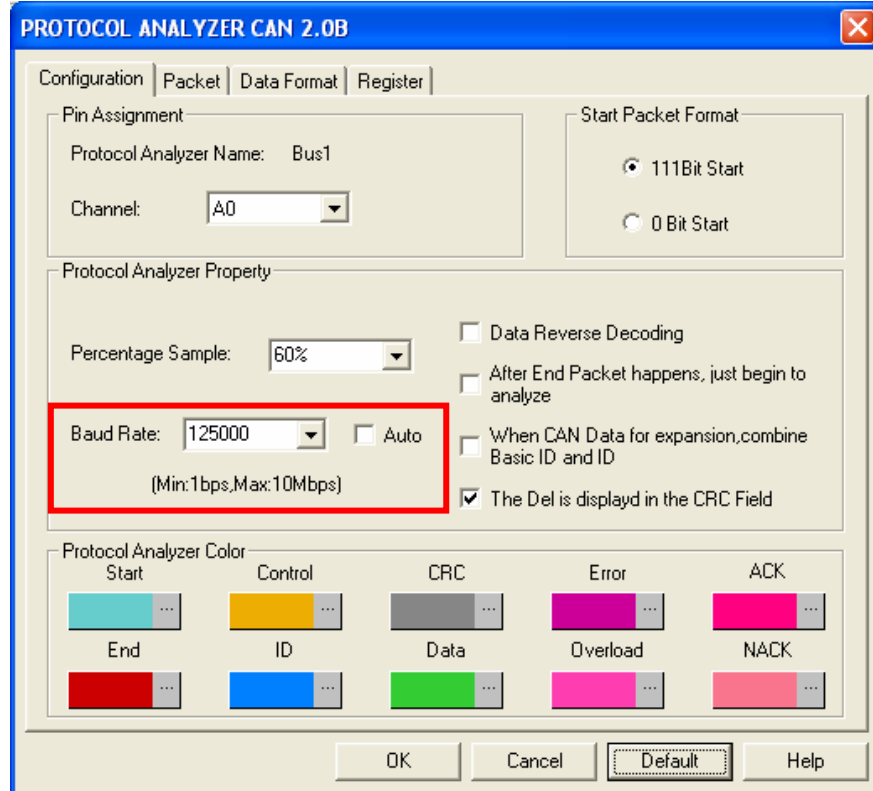 PROTOCOL ANALYZER CAN 2.0B
Configuration Packet Data Format Register
Pin Assignment
Protocol Analyzer Name: Bus1
Channel: A0
Start Packet Format
111Bit Start
0 Bit Start
Protocol Analyzer Property
Percentage Sample: 60%
Baud Rate: 125000 Auto
(Min:1bps,Max:10Mbps)
Data Reverse Decoding
After End Packet happens, just begin to
analyze
When CAN Data for expansion,combine
Basic ID and ID
The Del is displayd in the CRC Field
Protocol Analyzer Color
Start Control CRC Error ACK
... ... ... ... ...
End ID Data Overload NACK
... ... ... ... ...
OK Cancel Default Help